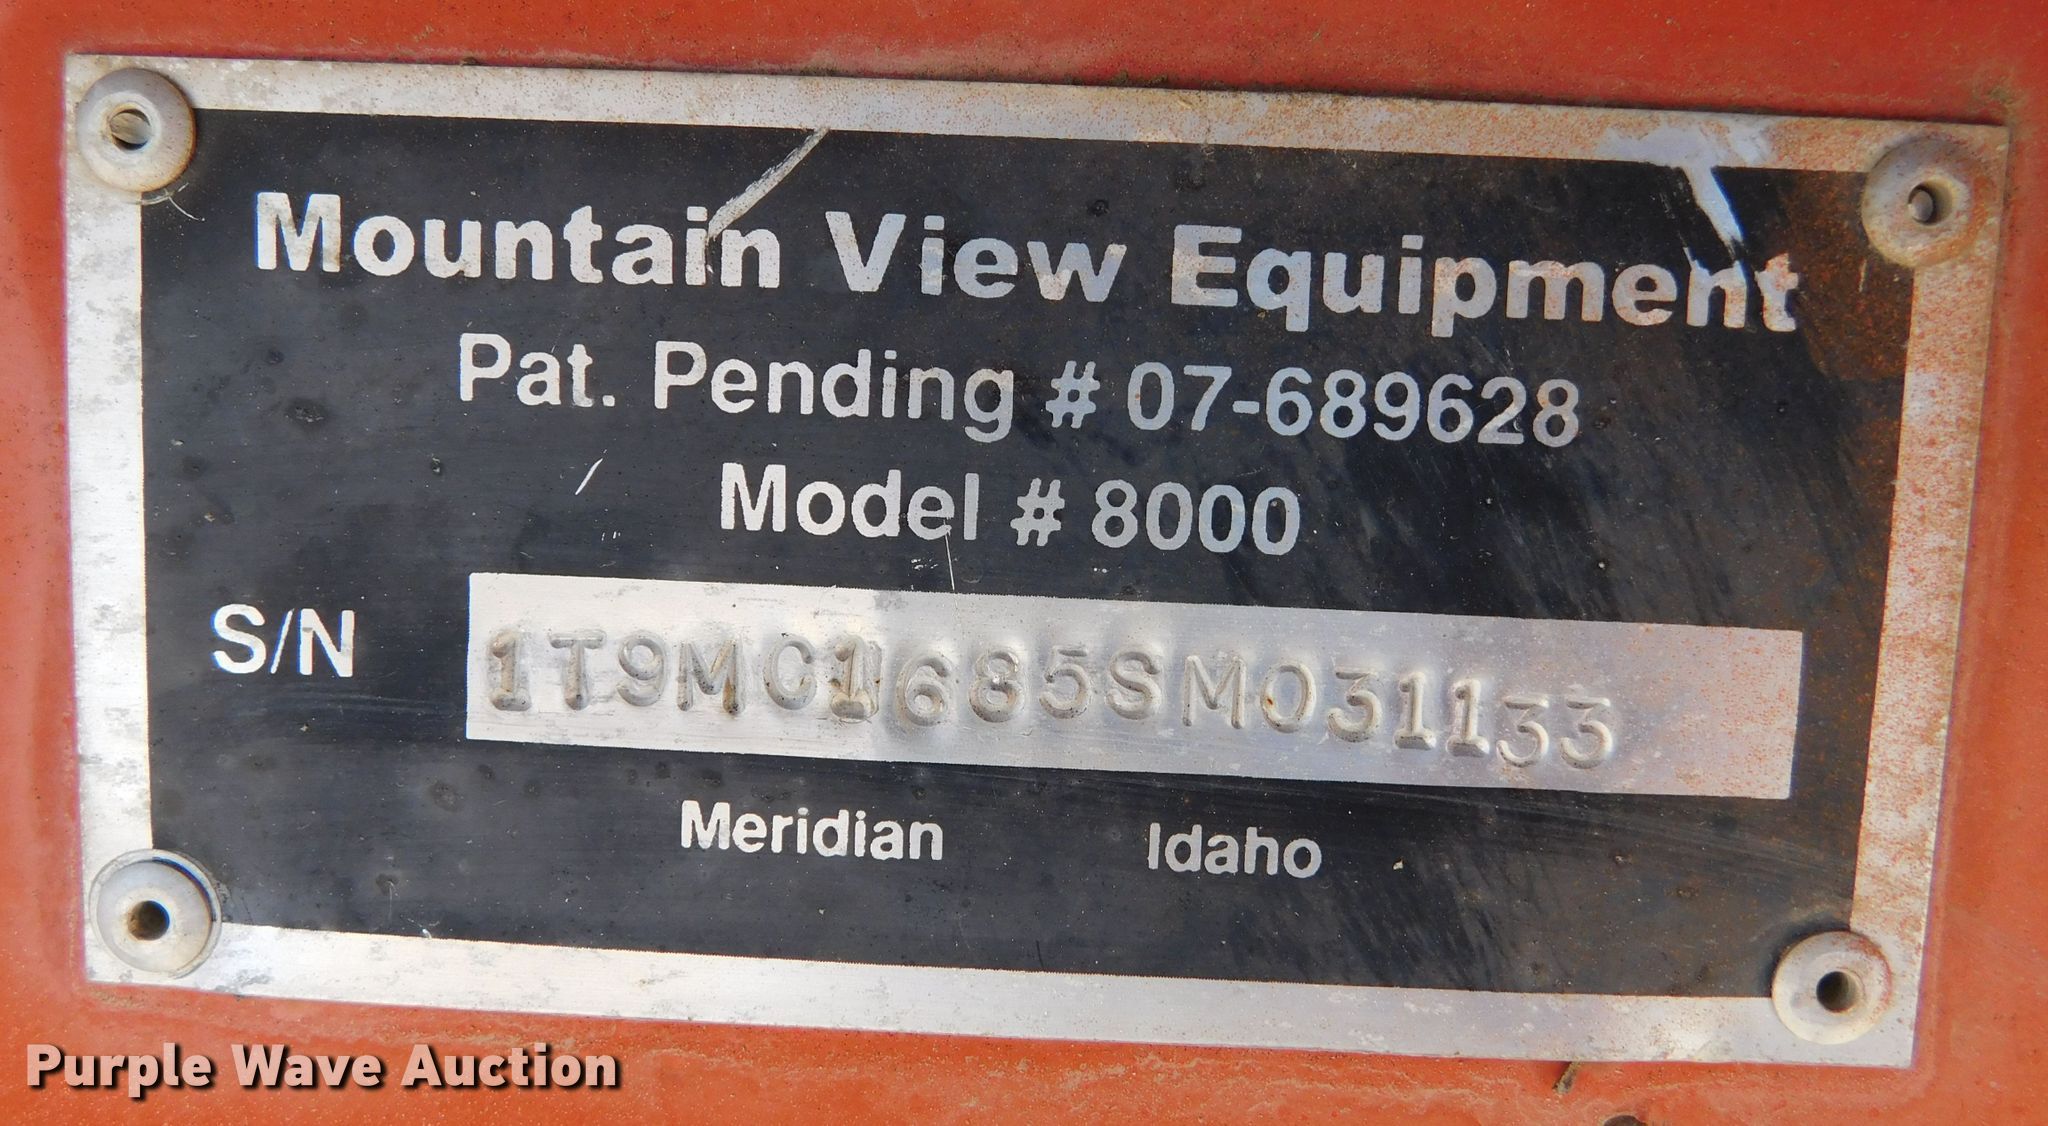 Mountain View Equipment
Pat. Pending # 07-689628
Model # 8000
S/N 1T9MC1685SM031133
Meridian Idaho
Purple Wave Auction